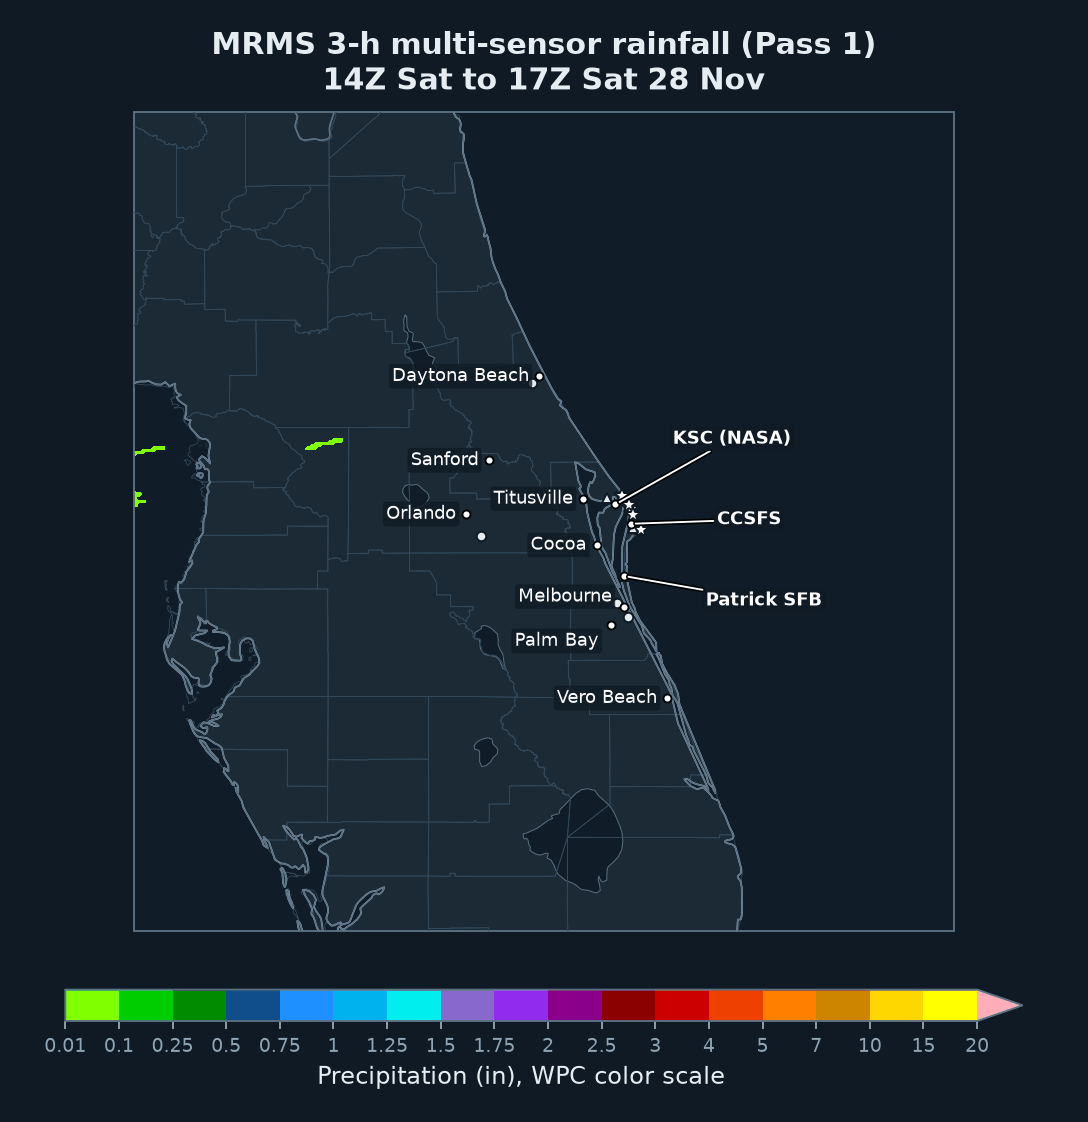 MRMS 3-h multi-sensor rainfall (Pass 1)
14Z Sat to 17Z Sat 28 Nov
Daytona Beach
KSC (NASA)
Sanford
Titusville
Orlando
CCSFS
Cocoa
Melbourne
Patrick SFB
Palm Bay
Vero Beach
0.01 0.1 0.25 0.5 0.75 1 1.25 1.5 1.75 2 2.5 3 4 5 7 10 15 20
Precipitation (in), WPC color scale